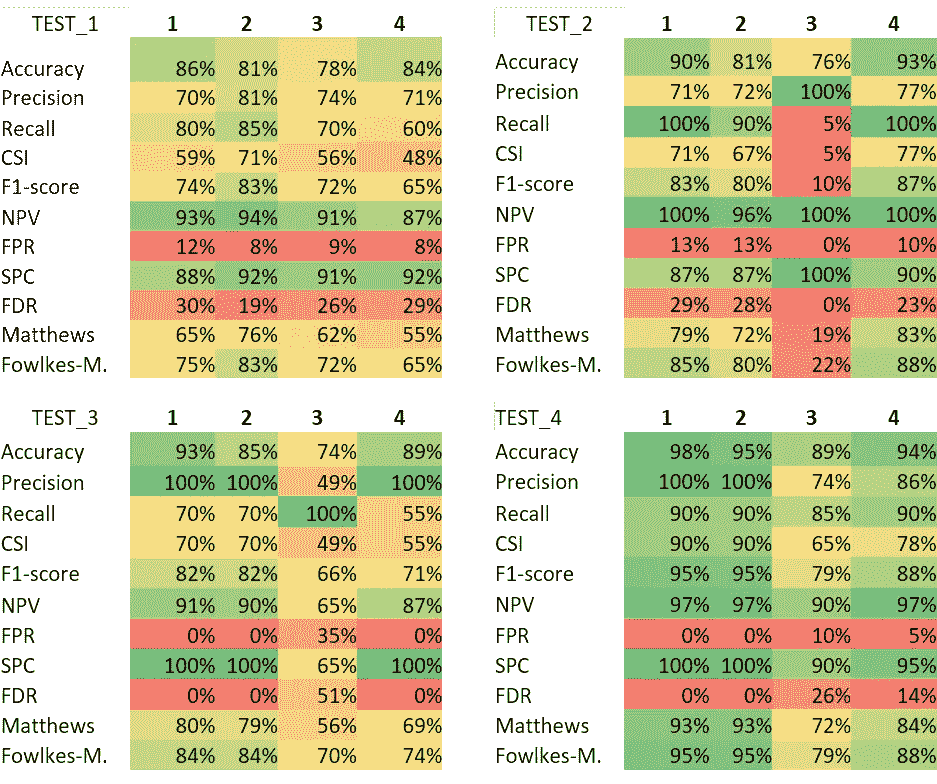 TEST_1 1 2 3 4
Accuracy 86% 81% 78% 84%
Precision 70% 81% 74% 71%
Recall 80% 85% 70% 60%
CSI 59% 71% 56% 48%
F1-score 74% 83% 72% 65%
NPV 93% 94% 91% 87%
FPR 12% 8% 9% 8%
SPC 88% 92% 91% 92%
FDR 30% 19% 26% 29%
Matthews 65% 76% 62% 55%
Fowlkes-M. 75% 83% 72% 65%
TEST_2 1 2 3 4
Accuracy 90% 81% 76% 93%
Precision 71% 72% 100% 77%
Recall 100% 90% 5% 100%
CSI 71% 67% 5% 77%
F1-score 83% 80% 10% 87%
NPV 100% 96% 100% 100%
FPR 13% 13% 0% 10%
SPC 87% 87% 100% 90%
FDR 29% 28% 0% 23%
Matthews 79% 72% 19% 83%
Fowlkes-M. 85% 80% 22% 88%
TEST_3 1 2 3 4
Accuracy 93% 85% 74% 89%
Precision 100% 100% 49% 100%
Recall 70% 70% 100% 55%
CSI 70% 70% 49% 55%
F1-score 82% 82% 66% 71%
NPV 91% 90% 65% 87%
FPR 0% 0% 35% 0%
SPC 100% 100% 65% 100%
FDR 0% 0% 51% 0%
Matthews 80% 79% 56% 69%
Fowlkes-M. 84% 84% 70% 74%
TEST_4 1 2 3 4
Accuracy 98% 95% 89% 94%
Precision 100% 100% 74% 86%
Recall 90% 90% 85% 90%
CSI 90% 90% 65% 78%
F1-score 95% 95% 79% 88%
NPV 97% 97% 90% 97%
FPR 0% 0% 10% 5%
SPC 100% 100% 90% 95%
FDR 0% 0% 26% 14%
Matthews 93% 93% 72% 84%
Fowlkes-M. 95% 95% 79% 88%